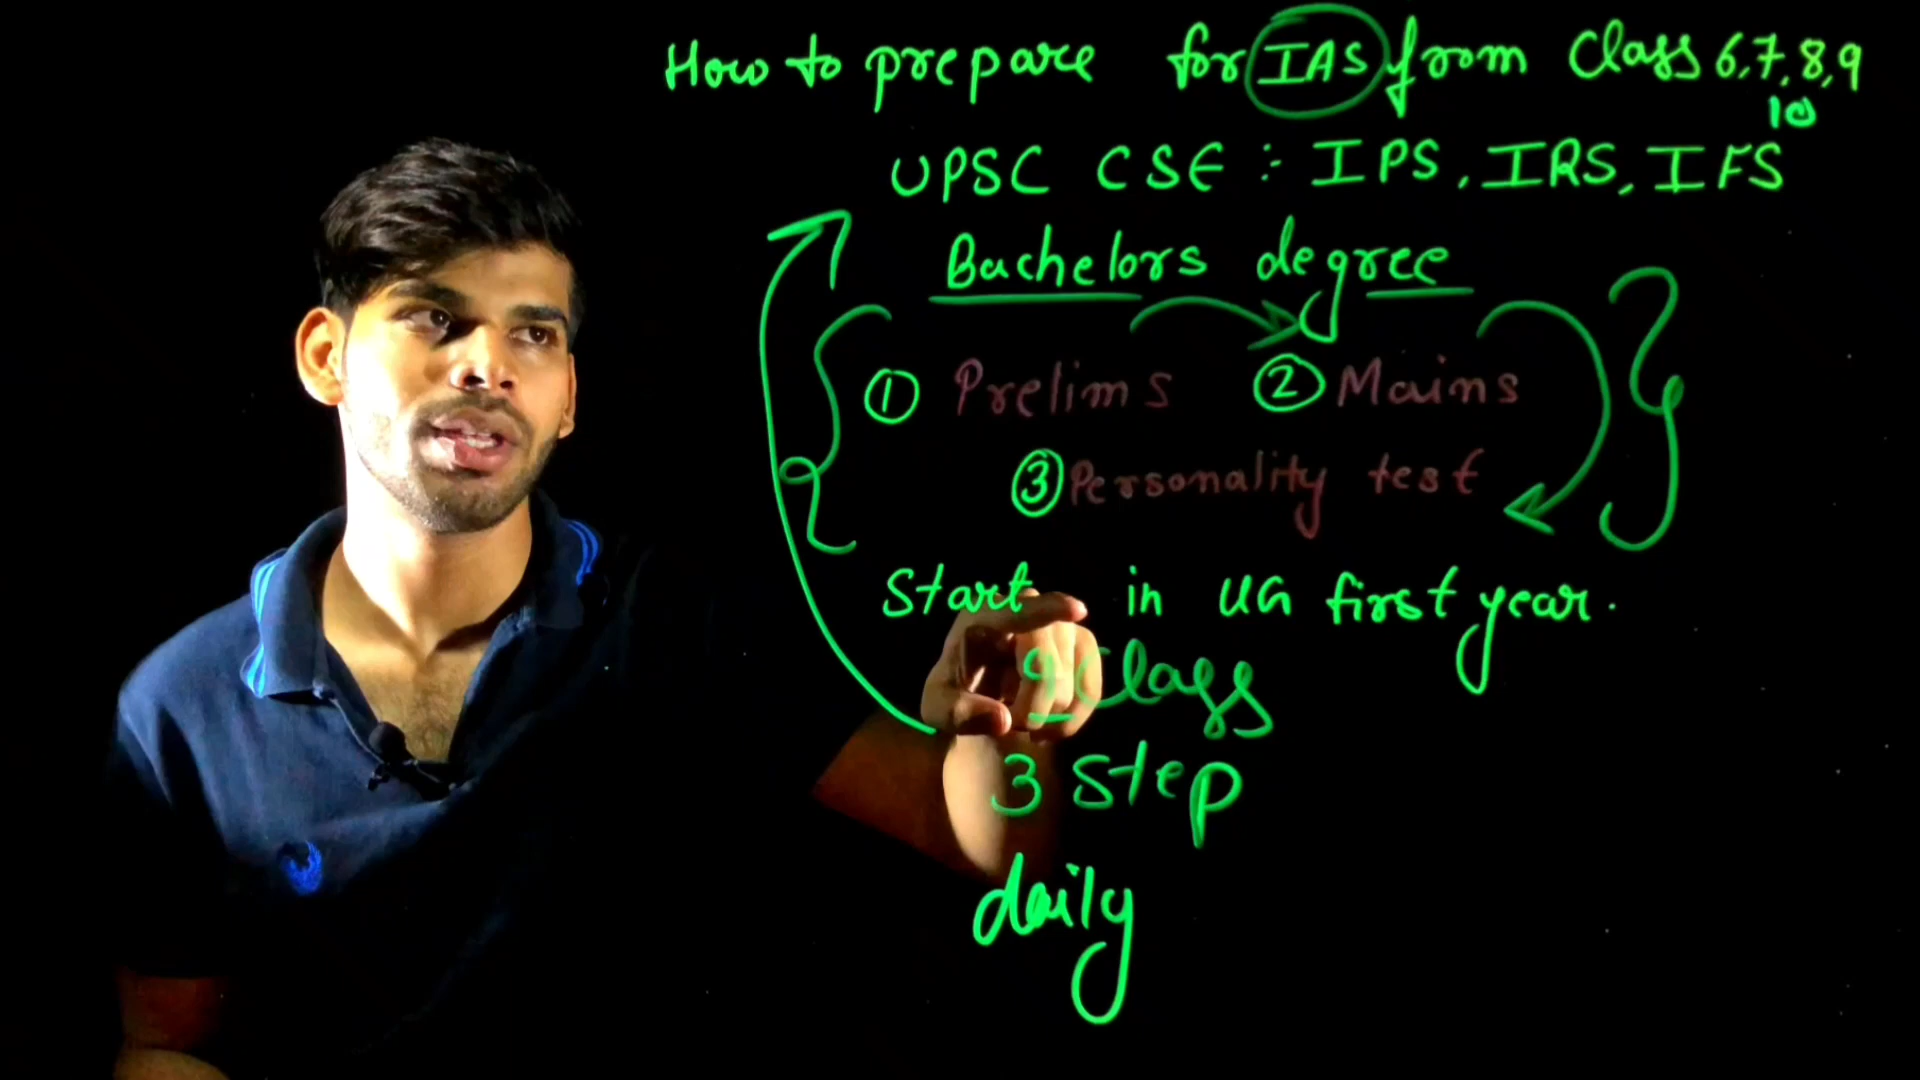 How to prepare for IAS from Class 6,7,8,9
10
UPSC CSE :- IPS, IRS, IFS
Bachelors degree
① Prelims ② Mains
③ Personality test
Start in UG first year.
Class
3 Step
daily